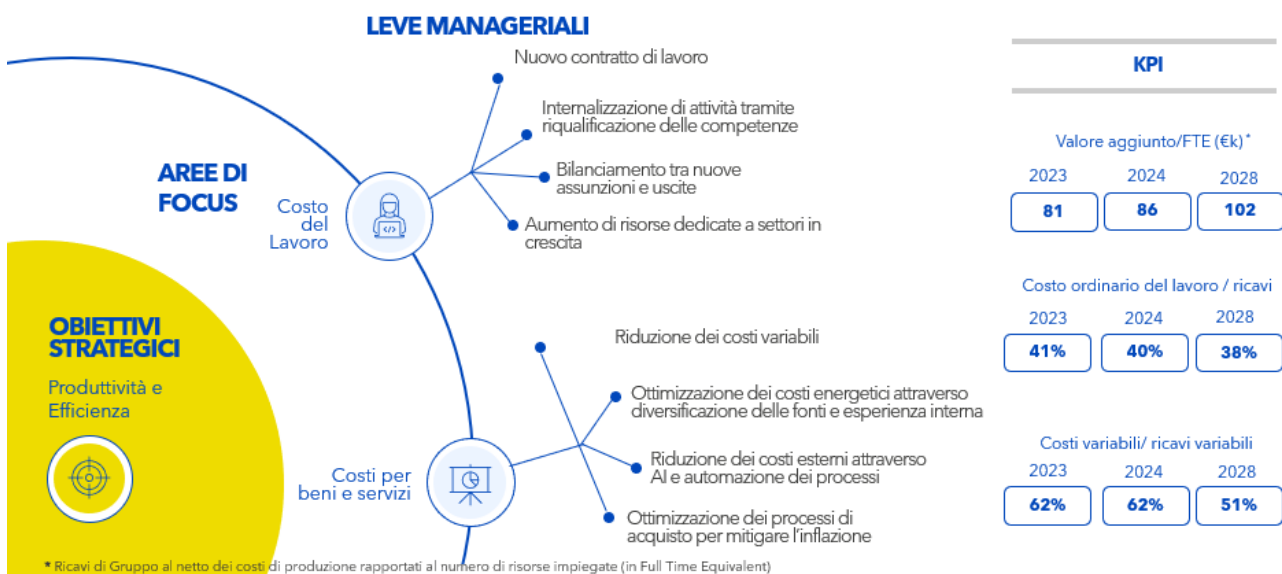 LEVE MANAGERIALI
Nuovo contratto di lavoro
Internalizzazione di attività tramite
riqualificazione delle competenze
Bilanciamento tra nuove
assunzioni e uscite
Aumento di risorse dedicate a settori in
crescita
AREE DI
FOCUS
Costo
del
Lavoro
OBIETTIVI
STRATEGICI
Produttività e
Efficienza
Costi per
beni e servizi
Riduzione dei costi variabili
Ottimizzazione dei costi energetici attraverso
diversificazione delle fonti e esperienza interna
Riduzione dei costi esterni attraverso
AI e automazione dei processi
Ottimizzazione dei processi di
acquisto per mitigare l'inflazione
KPI
Valore aggiunto/FTE (€k)*
2023 2024 2028
81 86 102
Costo ordinario del lavoro / ricavi
2023 2024 2028
41% 40% 38%
Costi variabili/ ricavi variabili
2023 2024 2028
62% 62% 51%
* Ricavi di Gruppo al netto dei costi di produzione rapportati al numero di risorse impiegate (in Full Time Equivalent)